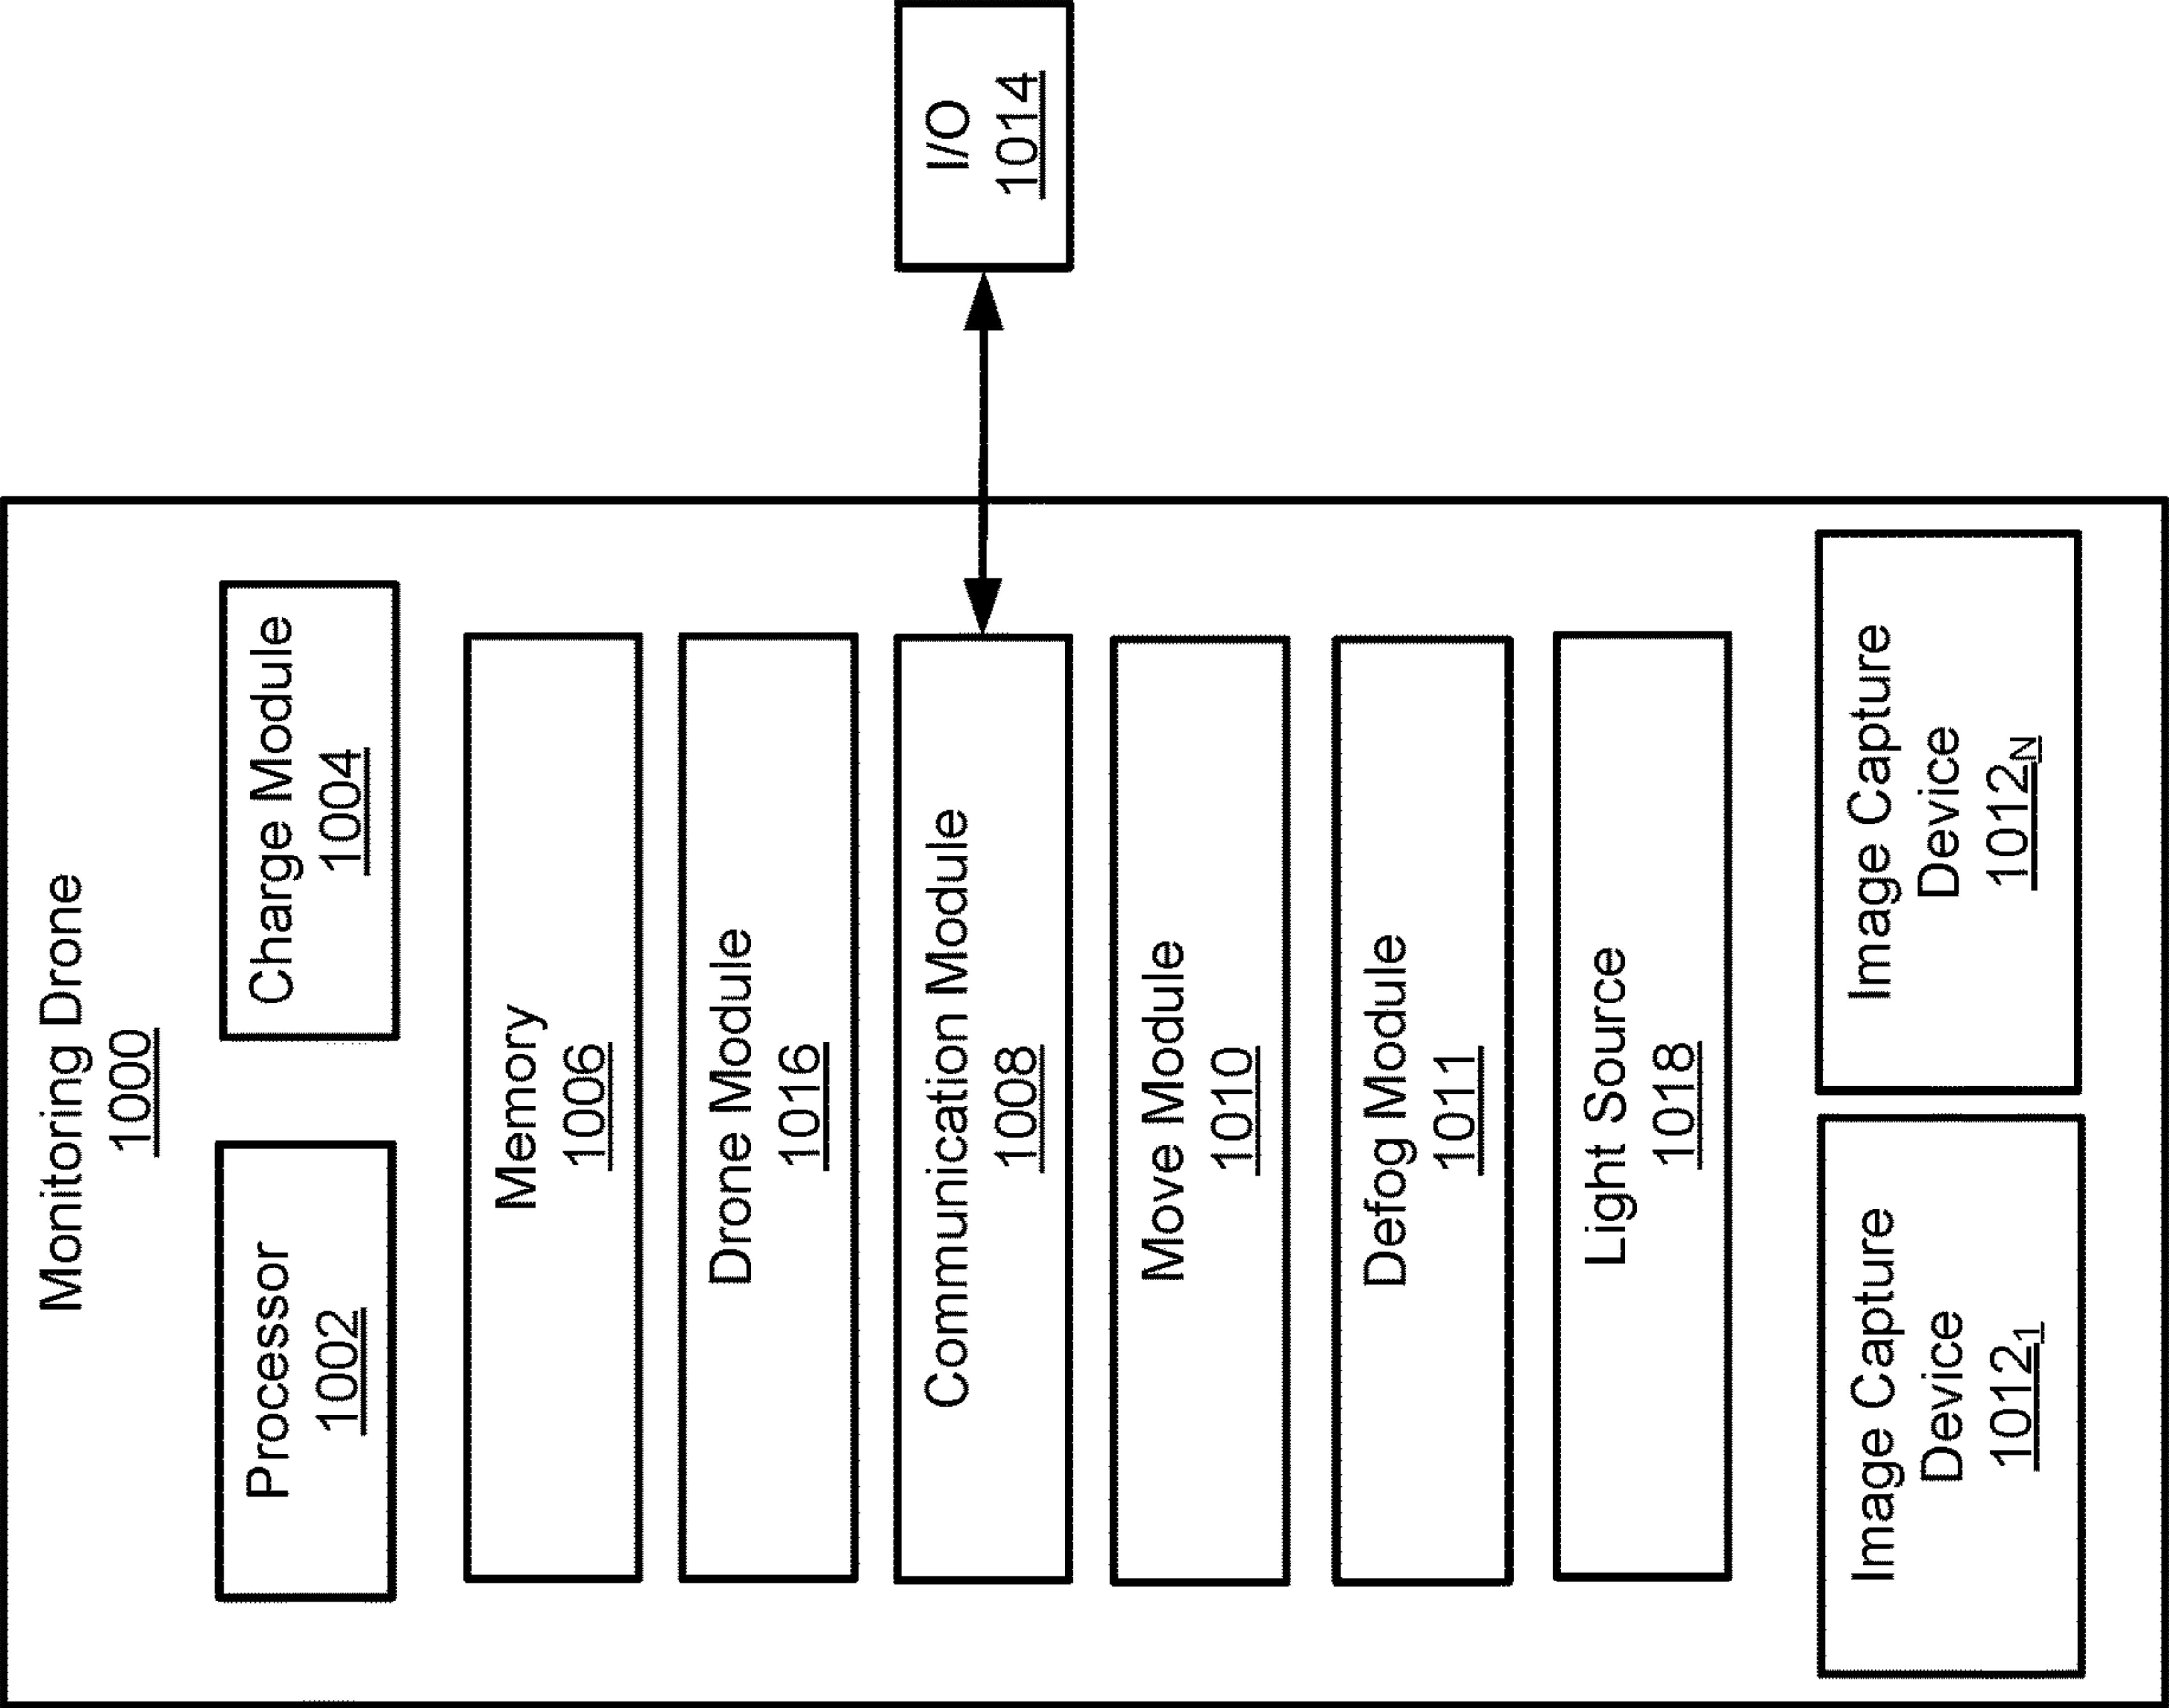 Monitoring Drone
1000
Processor
1002
Charge Module
1004
Memory
1006
Drone Module
1016
Communication Module
1008
I/O
1014
Move Module
1010
Defog Module
1011
Light Source
1018
Image Capture
Device
1012₁
Image Capture
Device
1012N